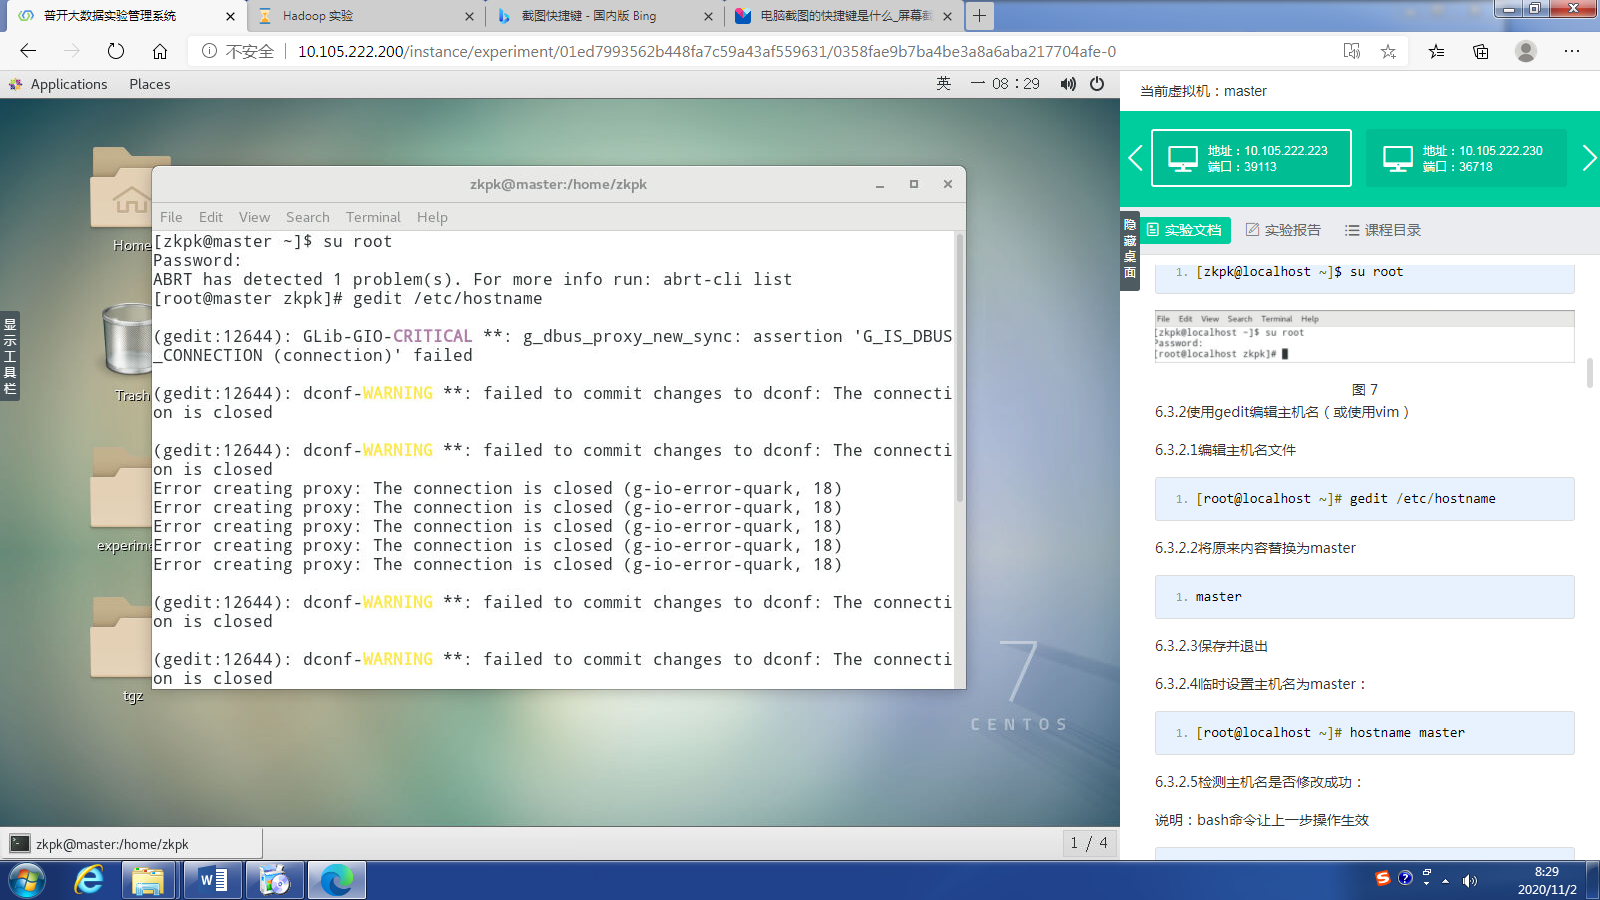 普开大数据实验管理系统
Hadoop 实验
截图快捷键 - 国内版 Bing
电脑截图的快捷键是什么_屏幕截
不安全
10.105.222.200/instance/experiment/01ed7993562b448fa7c59a43af559631/0358fae9b7ba4be3a8a6aba217704afe-0
Applications Places
英 一 08：29
当前虚拟机：master
地址：10.105.222.223
端口：39113
地址：10.105.222.230
端口：36718
隐藏桌面
实验文档
实验报告
课程目录
显示工具栏
Home
Trash
experime
tgz
zkpk@master:/home/zkpk
File Edit View Search Terminal Help
[zkpk@master ~]$ su root
Password:
ABRT has detected 1 problem(s). For more info run: abrt-cli list
[root@master zkpk]# gedit /etc/hostname
(gedit:12644): GLib-GIO-CRITICAL **: g_dbus_proxy_new_sync: assertion 'G_IS_DBUS
_CONNECTION (connection)' failed
(gedit:12644): dconf-WARNING **: failed to commit changes to dconf: The connecti
on is closed
(gedit:12644): dconf-WARNING **: failed to commit changes to dconf: The connecti
on is closed
Error creating proxy: The connection is closed (g-io-error-quark, 18)
Error creating proxy: The connection is closed (g-io-error-quark, 18)
Error creating proxy: The connection is closed (g-io-error-quark, 18)
Error creating proxy: The connection is closed (g-io-error-quark, 18)
Error creating proxy: The connection is closed (g-io-error-quark, 18)
(gedit:12644): dconf-WARNING **: failed to commit changes to dconf: The connecti
on is closed
(gedit:12644): dconf-WARNING **: failed to commit changes to dconf: The connecti
on is closed
7
CENTOS
zkpk@master:/home/zkpk
1 / 4
1. [zkpk@localhost ~]$ su root
File Edit View Search Terminal Help
[zkpk@localhost ~]$ su root
Password:
[root@localhost zkpk]#
图 7
6.3.2使用gedit编辑主机名（或使用vim）
6.3.2.1编辑主机名文件
1. [root@localhost ~]# gedit /etc/hostname
6.3.2.2将原来内容替换为master
1. master
6.3.2.3保存并退出
6.3.2.4临时设置主机名为master：
1. [root@localhost ~]# hostname master
6.3.2.5检测主机名是否修改成功：
说明：bash命令让上一步操作生效
8:29
2020/11/2